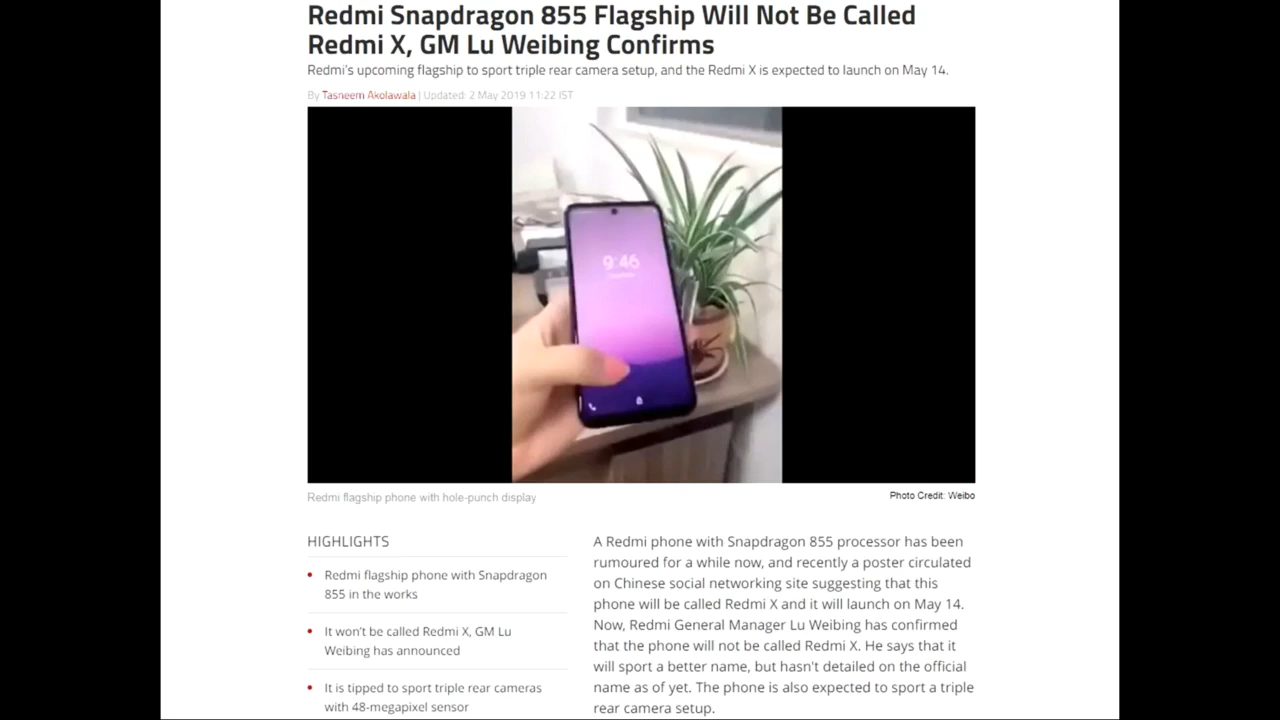 Redmi Snapdragon 855 Flagship Will Not Be Called
Redmi X, GM Lu Weibing Confirms
Redmi's upcoming flagship to sport triple rear camera setup, and the Redmi X is expected to launch on May 14.
By Tasneem Akolawala | Updated: 2 May 2019 11:22 IST
9:46
Redmi flagship phone with hole-punch display
Photo Credit: Weibo
HIGHLIGHTS
Redmi flagship phone with Snapdragon
855 in the works
It won't be called Redmi X, GM Lu
Weibing has announced
It is tipped to sport triple rear cameras
with 48-megapixel sensor
A Redmi phone with Snapdragon 855 processor has been
rumoured for a while now, and recently a poster circulated
on Chinese social networking site suggesting that this
phone will be called Redmi X and it will launch on May 14.
Now, Redmi General Manager Lu Weibing has confirmed
that the phone will not be called Redmi X. He says that it
will sport a better name, but hasn't detailed on the official
name as of yet. The phone is also expected to sport a triple
rear camera setup.